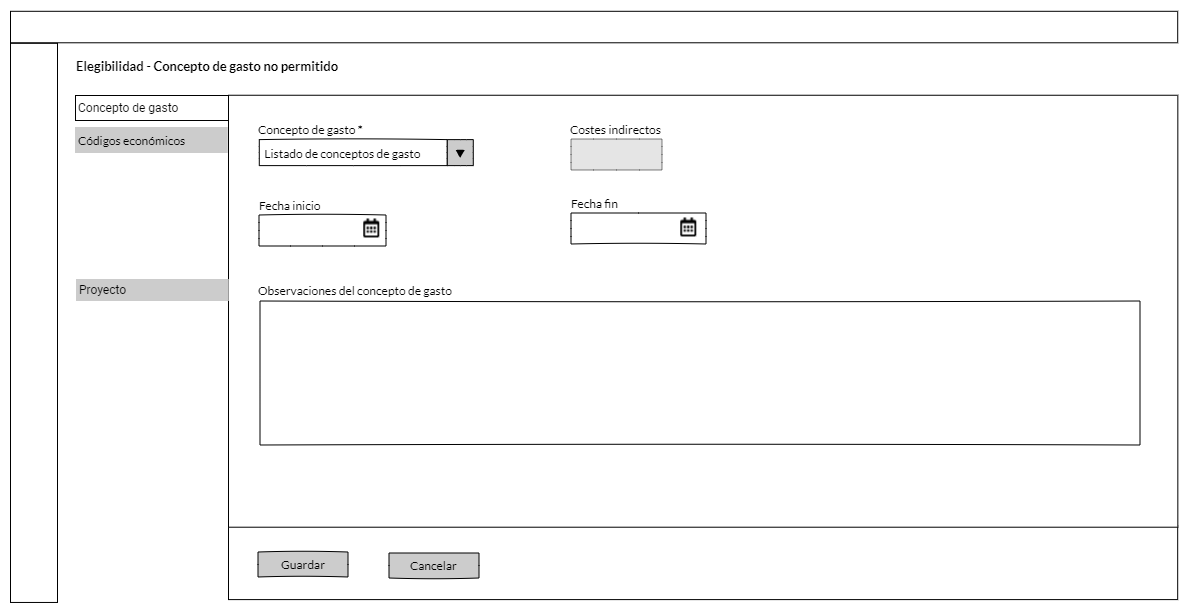 Elegibilidad - Concepto de gasto no permitido
Concepto de gasto
Códigos económicos
Proyecto
Concepto de gasto *
Costes indirectos
Listado de conceptos de gasto
Fecha inicio
Fecha fin
Observaciones del concepto de gasto
Guardar
Cancelar